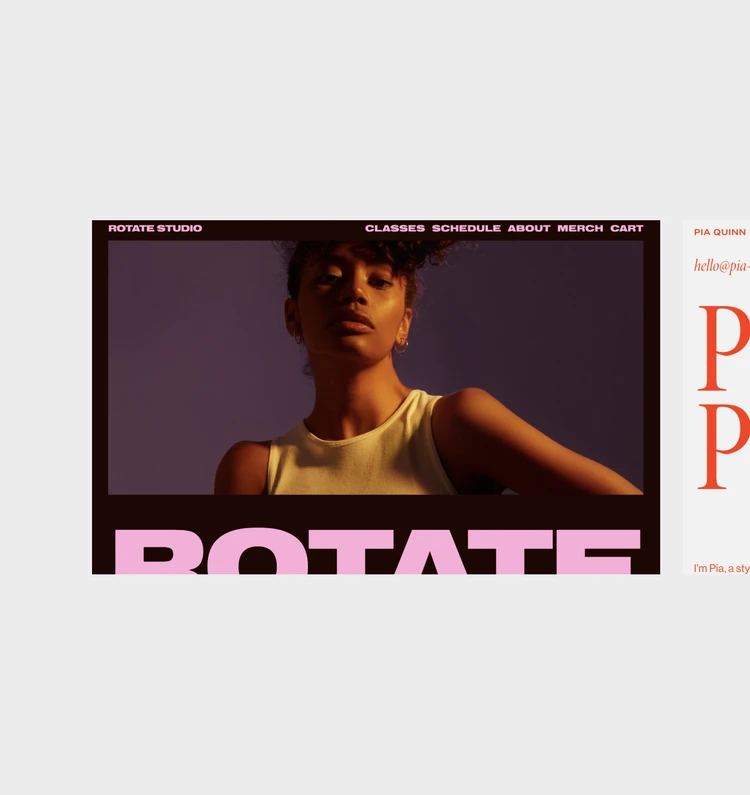 ROTATE STUDIO
CLASSES SCHEDULE ABOUT MERCH CART
ROTATE
PIA QUINN
hello@pia-
P
P
I'm Pia, a sty